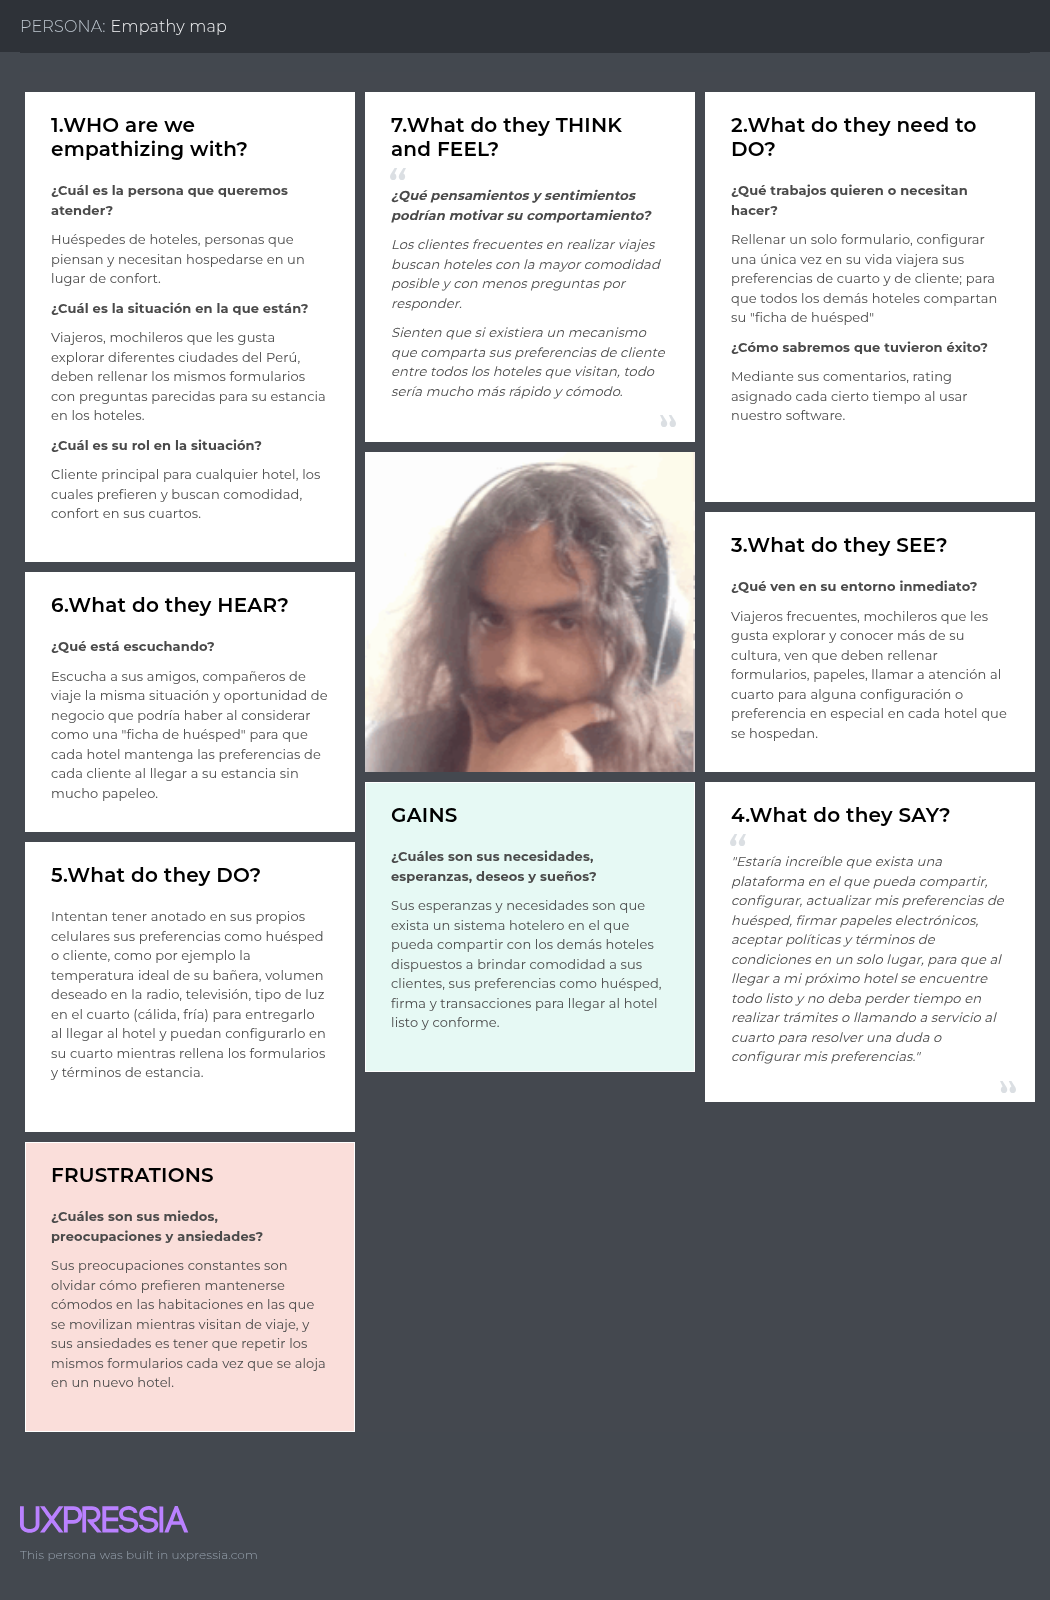 PERSONA: Empathy map
1.WHO are we
empathizing with?
¿Cuál es la persona que queremos
atender?
Huéspedes de hoteles, personas que
piensan y necesitan hospedarse en un
lugar de confort.
¿Cuál es la situación en la que están?
Viajeros, mochileros que les gusta
explorar diferentes ciudades del Perú,
deben rellenar los mismos formularios
con preguntas parecidas para su estancia
en los hoteles.
¿Cuál es su rol en la situación?
Cliente principal para cualquier hotel, los
cuales prefieren y buscan comodidad,
confort en sus cuartos.
6.What do they HEAR?
¿Qué está escuchando?
Escucha a sus amigos, compañeros de
viaje la misma situación y oportunidad de
negocio que podría haber al considerar
como una "ficha de huésped" para que
cada hotel mantenga las preferencias de
cada cliente al llegar a su estancia sin
mucho papeleo.
5.What do they DO?
Intentan tener anotado en sus propios
celulares sus preferencias como huésped
o cliente, como por ejemplo la
temperatura ideal de su bañera, volumen
deseado en la radio, televisión, tipo de luz
en el cuarto (cálida, fría) para entregarlo
al llegar al hotel y puedan configurarlo en
su cuarto mientras rellena los formularios
y términos de estancia.
FRUSTRATIONS
¿Cuáles son sus miedos,
preocupaciones y ansiedades?
Sus preocupaciones constantes son
olvidar cómo prefieren mantenerse
cómodos en las habitaciones en las que
se movilizan mientras visitan de viaje, y
sus ansiedades es tener que repetir los
mismos formularios cada vez que se aloja
en un nuevo hotel.
7.What do they THINK
and FEEL?
“
¿Qué pensamientos y sentimientos
podrían motivar su comportamiento?
Los clientes frecuentes en realizar viajes
buscan hoteles con la mayor comodidad
posible y con menos preguntas por
responder.
Sienten que si existiera un mecanismo
que comparta sus preferencias de cliente
entre todos los hoteles que visitan, todo
sería mucho más rápido y cómodo.
”
GAINS
¿Cuáles son sus necesidades,
esperanzas, deseos y sueños?
Sus esperanzas y necesidades son que
exista un sistema hotelero en el que
pueda compartir con los demás hoteles
dispuestos a brindar comodidad a sus
clientes, sus preferencias como huésped,
firma y transacciones para llegar al hotel
listo y conforme.
2.What do they need to
DO?
¿Qué trabajos quieren o necesitan
hacer?
Rellenar un solo formulario, configurar
una única vez en su vida viajera sus
preferencias de cuarto y de cliente; para
que todos los demás hoteles compartan
su "ficha de huésped"
¿Cómo sabremos que tuvieron éxito?
Mediante sus comentarios, rating
asignado cada cierto tiempo al usar
nuestro software.
3.What do they SEE?
¿Qué ven en su entorno inmediato?
Viajeros frecuentes, mochileros que les
gusta explorar y conocer más de su
cultura, ven que deben rellenar
formularios, papeles, llamar a atención al
cuarto para alguna configuración o
preferencia en especial en cada hotel que
se hospedan.
4.What do they SAY?
“
"Estaría increíble que exista una
plataforma en el que pueda compartir,
configurar, actualizar mis preferencias de
huésped, firmar papeles electrónicos,
aceptar políticas y términos de
condiciones en un solo lugar, para que al
llegar a mi próximo hotel se encuentre
todo listo y no deba perder tiempo en
realizar trámites o llamando a servicio al
cuarto para resolver una duda o
configurar mis preferencias."
”
UXPRESSIA
This persona was built in uxpressia.com